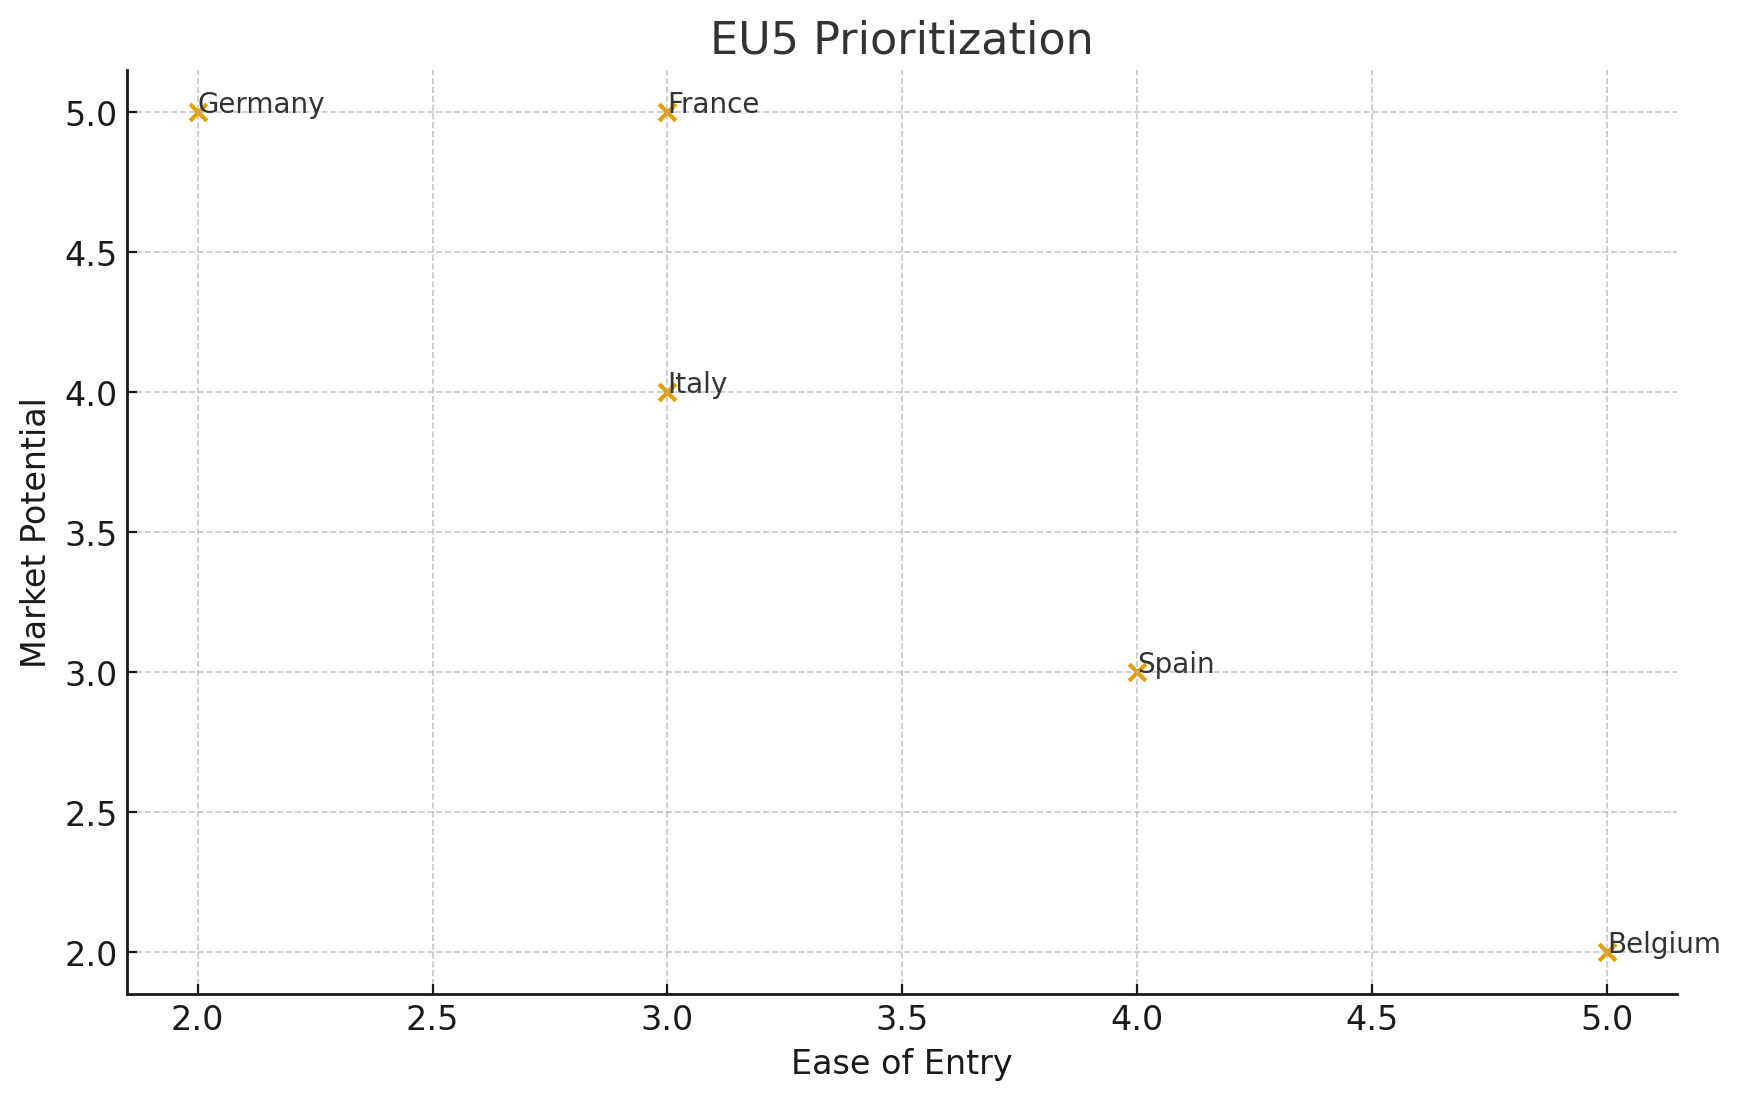 EU5 Prioritization
5.0
4.5
4.0
3.5
3.0
2.5
2.0
Market Potential
Germany
France
Italy
Spain
Belgium
2.0 2.5 3.0 3.5 4.0 4.5 5.0
Ease of Entry